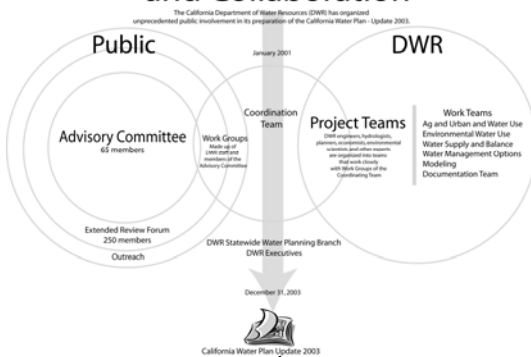 and Collaboration
The California Department of Water Resources (DWR) has organized
unprecedented public involvement in its preparation of the California Water Plan - Update 2003.
Public
DWR
January 2001
Coordination
Team
Advisory Committee
65 members
Work Groups
Made up of
staff and
members of the
Advisory Committee
Project Teams
DWR engineers, hydrologists,
planners, economists, environmental
scientists and other experts
are organized into teams
that work closely
with Work Groups of the
Coordinating Team
Work Teams
Ag and Urban and Water Use
Environmental Water Use
Water Supply and Balance
Water Management Options
Modeling
Documentation Team
Extended Review Forum
250 members
Outreach
DWR Statewide Water Planning Branch
DWR Executives
December 31, 2003
California Water Plan Update 2003